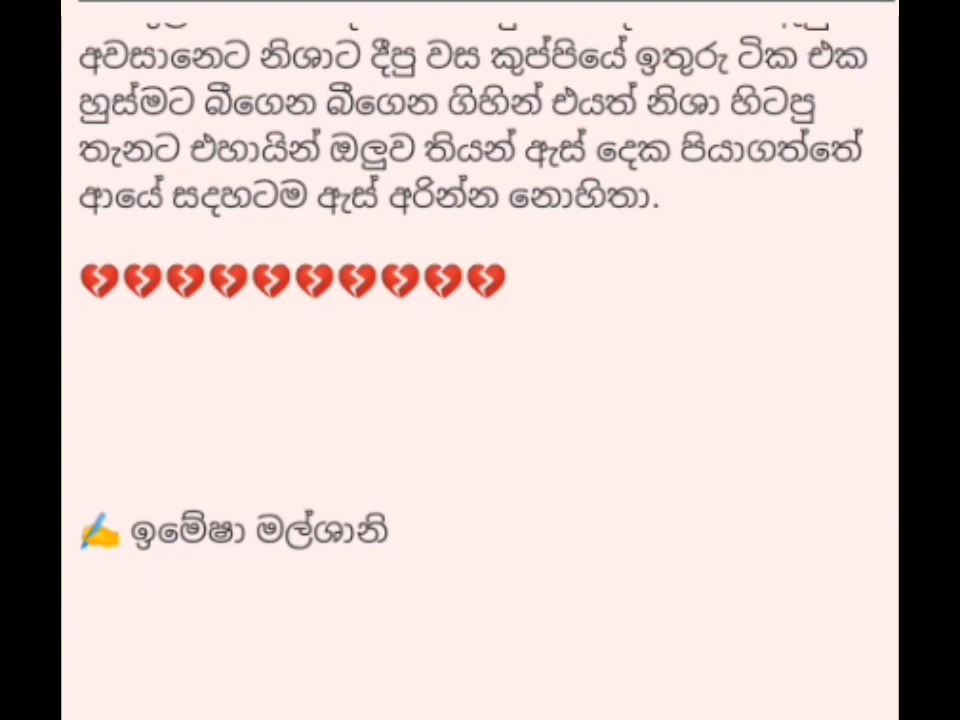 අවසානෙට නිශාට දීපු වස කුප්පියේ ඉතුරු ටික එක
හුස්මට බීගෙන බීගෙන ගිහින් එයත් නිශා හිටපු
තැනට එහායින් ඔලුව තියන් ඇස් දෙක පියාගත්තේ
ආයේ සදහටම ඇස් අරින්න නොහිතා.
💔💔💔💔💔💔💔💔💔💔
✍️ ඉමේෂා මල්ශානි